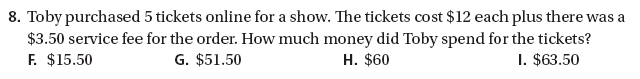 8. Toby purchased 5 tickets online for a show. The tickets cost $12 each plus there was a
$3.50 service fee for the order. How much money did Toby spend for the tickets?
F. $15.50 G. $51.50 H. $60 I. $63.50